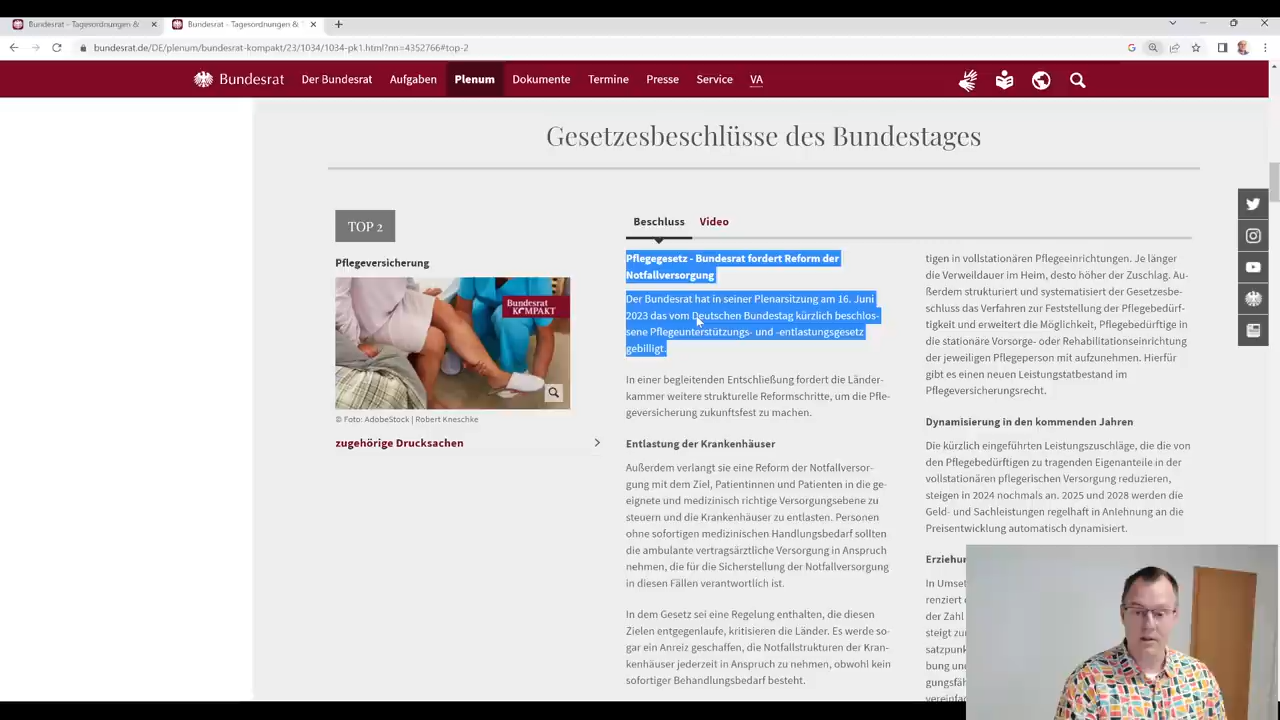 Bundesrat - Tagesordnungen &
Bundesrat - Tagesordnungen &
bundesrat.de/DE/plenum/bundesrat-kompakt/23/1034/1034-pk1.html?nn=4352766#top-2
Bundesrat
Der Bundesrat
Aufgaben
Plenum
Dokumente
Termine
Presse
Service
VA
Gesetzesbeschlüsse des Bundestages
TOP 2
Pflegeversicherung
Bundesrat
KOMPAKT
© Foto: AdobeStock | Robert Kneschke
zugehörige Drucksachen
Beschluss
Video
Pflegegesetz - Bundesrat fordert Reform der
Notfallversorgung
Der Bundesrat hat in seiner Plenarsitzung am 16. Juni
2023 das vom Deutschen Bundestag kürzlich beschlos-
sene Pflegeunterstützungs- und -entlastungsgesetz
gebilligt.
In einer begleitenden Entschließung fordert die Länder-
kammer weitere strukturelle Reformschritte, um die Pfle-
geversicherung zukunftsfest zu machen.
Entlastung der Krankenhäuser
Außerdem verlangt sie eine Reform der Notfallversor-
gung mit dem Ziel, Patientinnen und Patienten in die ge-
eignete und medizinisch richtige Versorgungsebene zu
steuern und die Krankenhäuser zu entlasten. Personen
ohne sofortigen medizinischen Handlungsbedarf sollten
die ambulante vertragsärztliche Versorgung in Anspruch
nehmen, die für die Sicherstellung der Notfallversorgung
in diesen Fällen verantwortlich ist.
In dem Gesetz sei eine Regelung enthalten, die diesen
Zielen entgegenlaufe, kritisieren die Länder. Es werde so-
gar ein Anreiz geschaffen, die Notfallstrukturen der Kran-
kenhäuser jederzeit in Anspruch zu nehmen, obwohl kein
sofortiger Behandlungsbedarf besteht.
tigen in vollstationären Pflegeeinrichtungen. Je länger
die Verweildauer im Heim, desto höher der Zuschlag. Au-
ßerdem strukturiert und systematisiert der Gesetzesbe-
schluss das Verfahren zur Feststellung der Pflegebedürf-
tigkeit und erweitert die Möglichkeit, Pflegebedürftige in
die stationäre Vorsorge- oder Rehabilitationseinrichtung
der jeweiligen Pflegeperson mit aufzunehmen. Hierfür
gibt es einen neuen Leistungstatbestand im
Pflegeversicherungsrecht.
Dynamisierung in den kommenden Jahren
Die kürzlich eingeführten Leistungszuschläge, die die von
den Pflegebedürftigen zu tragenden Eigenanteile in der
vollstationären pflegerischen Versorgung reduzieren,
steigen in 2024 nochmals an. 2025 und 2028 werden die
Geld- und Sachleistungen regelhaft in Anlehnung an die
Preisentwicklung automatisch dynamisiert.
Erziehun
In Umset
renziert
der Zahl
steigt zu
satzpunk
bung und
gungsfäh
vereinfac